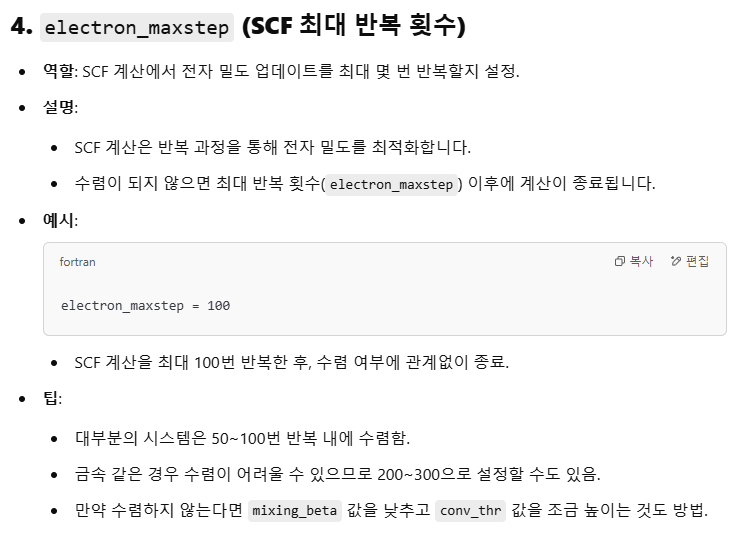 4. electron_maxstep (SCF 최대 반복 횟수)
• 역할: SCF 계산에서 전자 밀도 업데이트를 최대 몇 번 반복할지 설정.
• 설명:
• SCF 계산은 반복 과정을 통해 전자 밀도를 최적화합니다.
• 수렴이 되지 않으면 최대 반복 횟수(electron_maxstep) 이후에 계산이 종료됩니다.
• 예시:
fortran 복사 편집
electron_maxstep = 100
• SCF 계산을 최대 100번 반복한 후, 수렴 여부에 관계없이 종료.
• 팁:
• 대부분의 시스템은 50~100번 반복 내에 수렴함.
• 금속 같은 경우 수렴이 어려울 수 있으므로 200~300으로 설정할 수도 있음.
• 만약 수렴하지 않는다면 mixing_beta 값을 낮추고 conv_thr 값을 조금 높이는 것도 방법.